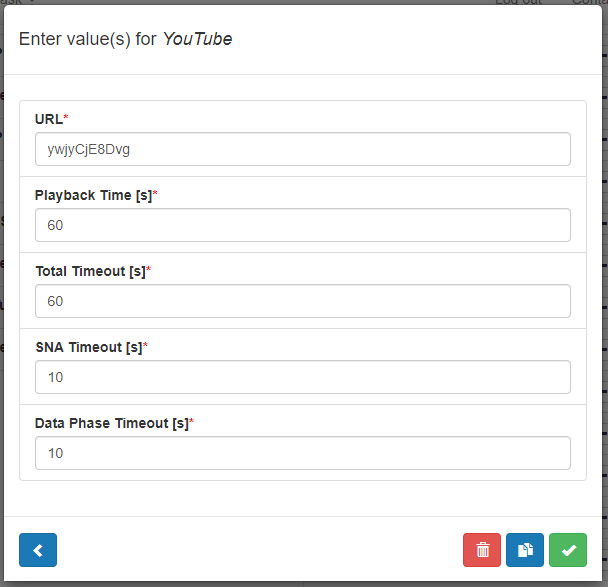 Enter value(s) for YouTube
URL*
ywjyCjE8Dvg
Playback Time [s]*
60
Total Timeout [s]*
60
SNA Timeout [s]*
10
Data Phase Timeout [s]*
10